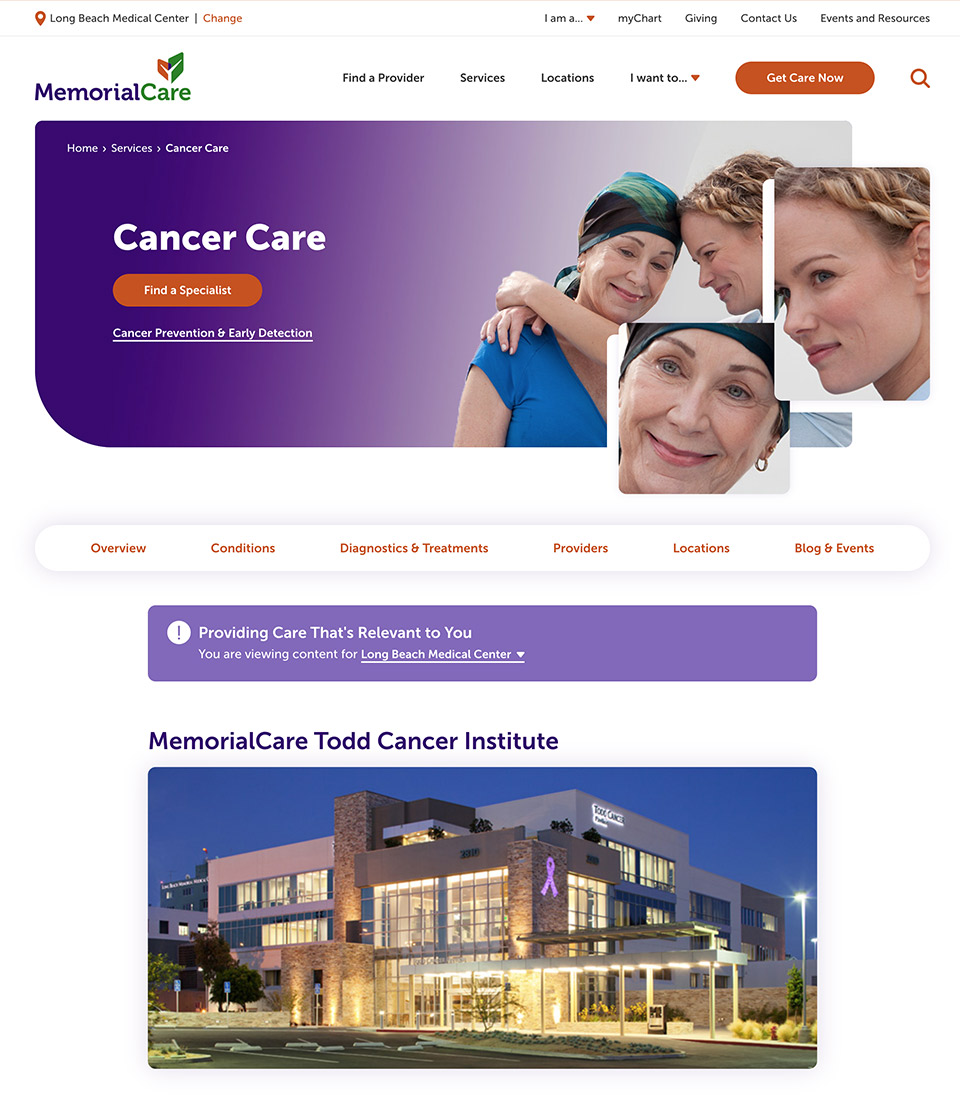 Long Beach Medical Center | Change
I am a...
myChart
Giving
Contact Us
Events and Resources
MemorialCare
Find a Provider
Services
Locations
I want to...
Get Care Now
Home › Services › Cancer Care
Cancer Care
Find a Specialist
Cancer Prevention & Early Detection
Overview
Conditions
Diagnostics & Treatments
Providers
Locations
Blog & Events
! Providing Care That's Relevant to You
You are viewing content for Long Beach Medical Center
MemorialCare Todd Cancer Institute
TODD CANCER
2810